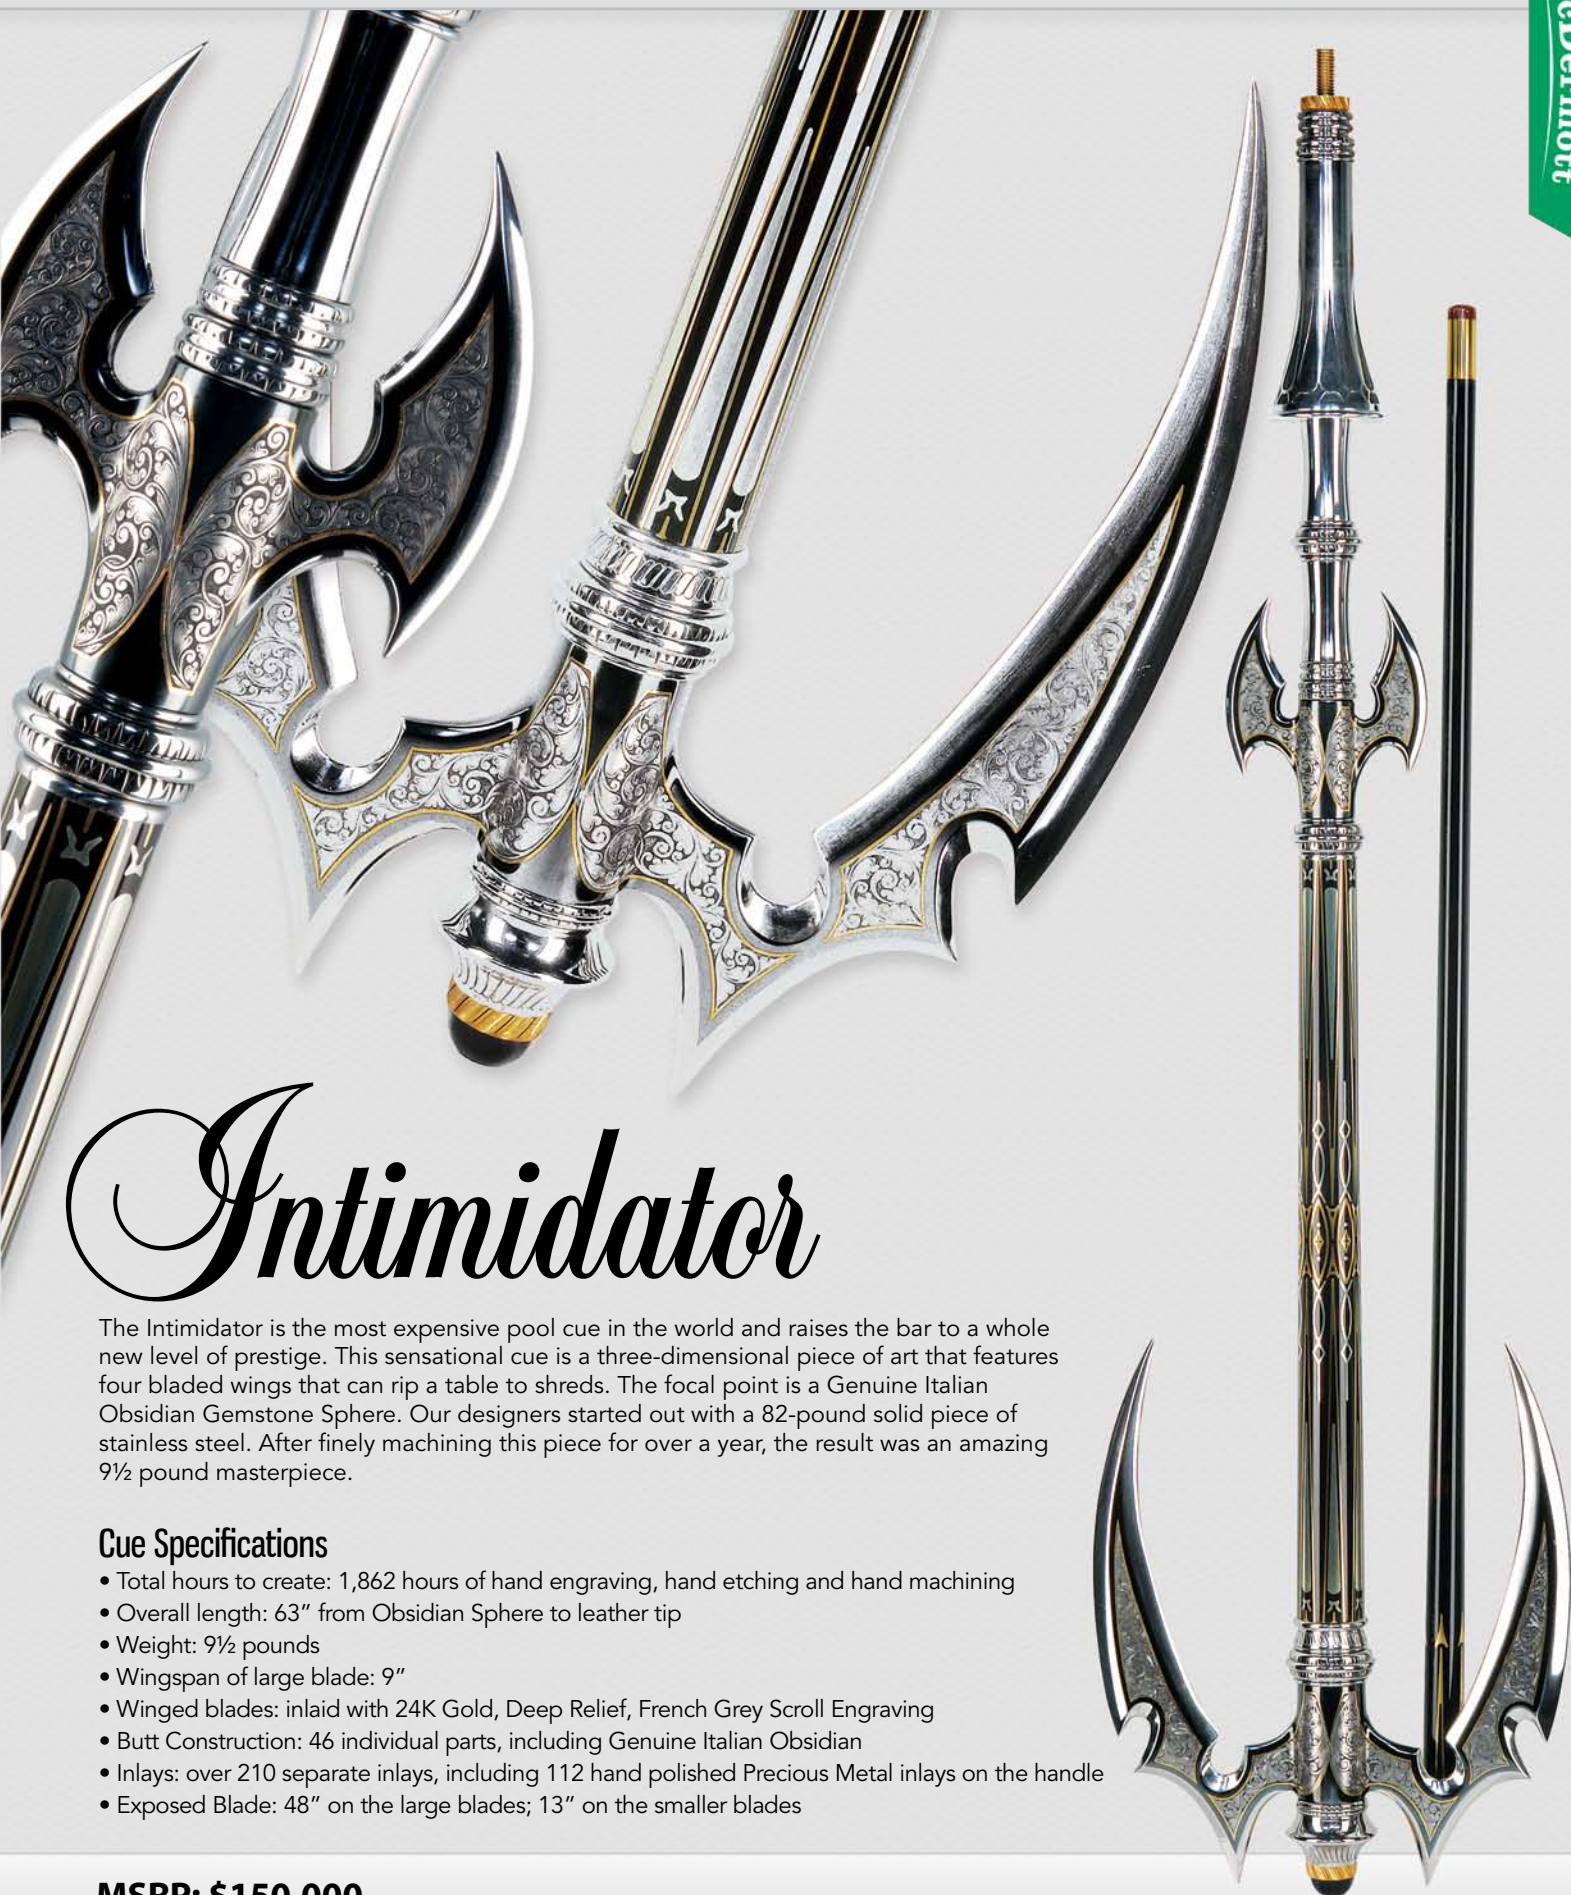 Intimidator
The Intimidator is the most expensive pool cue in the world and raises the bar to a whole
new level of prestige. This sensational cue is a three-dimensional piece of art that features
four bladed wings that can rip a table to shreds. The focal point is a Genuine Italian
Obsidian Gemstone Sphere. Our designers started out with a 82-pound solid piece of
stainless steel. After finely machining this piece for over a year, the result was an amazing
9½ pound masterpiece.
Cue Specifications
• Total hours to create: 1,862 hours of hand engraving, hand etching and hand machining
• Overall length: 63” from Obsidian Sphere to leather tip
• Weight: 9½ pounds
• Wingspan of large blade: 9”
• Winged blades: inlaid with 24K Gold, Deep Relief, French Grey Scroll Engraving
• Butt Construction: 46 individual parts, including Genuine Italian Obsidian
• Inlays: over 210 separate inlays, including 112 hand polished Precious Metal inlays on the handle
• Exposed Blade: 48” on the large blades; 13” on the smaller blades
MSRP: $150,000